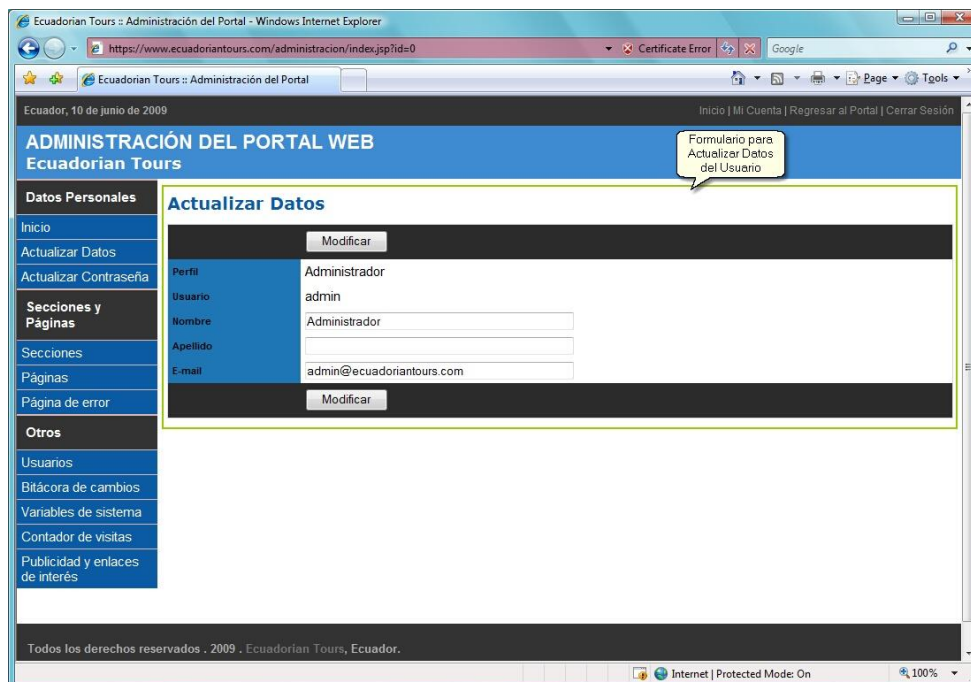 Ecuadorian Tours :: Administración del Portal - Windows Internet Explorer
https://www.ecuadoriantours.com/administracion/index.jsp?id=0
Certificate Error
Google
Ecuadorian Tours :: Administración del Portal
Page
Tools
Ecuador, 10 de junio de 2009
Inicio | Mi Cuenta | Regresar al Portal | Cerrar Sesión
ADMINISTRACIÓN DEL PORTAL WEB
Ecuadorian Tours
Formulario para
Actualizar Datos
del Usuario
Datos Personales
Inicio
Actualizar Datos
Actualizar Contraseña
Secciones y
Páginas
Secciones
Páginas
Página de error
Otros
Usuarios
Bitácora de cambios
Variables de sistema
Contador de visitas
Publicidad y enlaces
de interés
Actualizar Datos
Modificar
Perfil Administrador
Usuario admin
Nombre Administrador
Apellido
E-mail admin@ecuadoriantours.com
Modificar
Todos los derechos reservados . 2009 . Ecuadorian Tours, Ecuador.
Internet | Protected Mode: On
100%